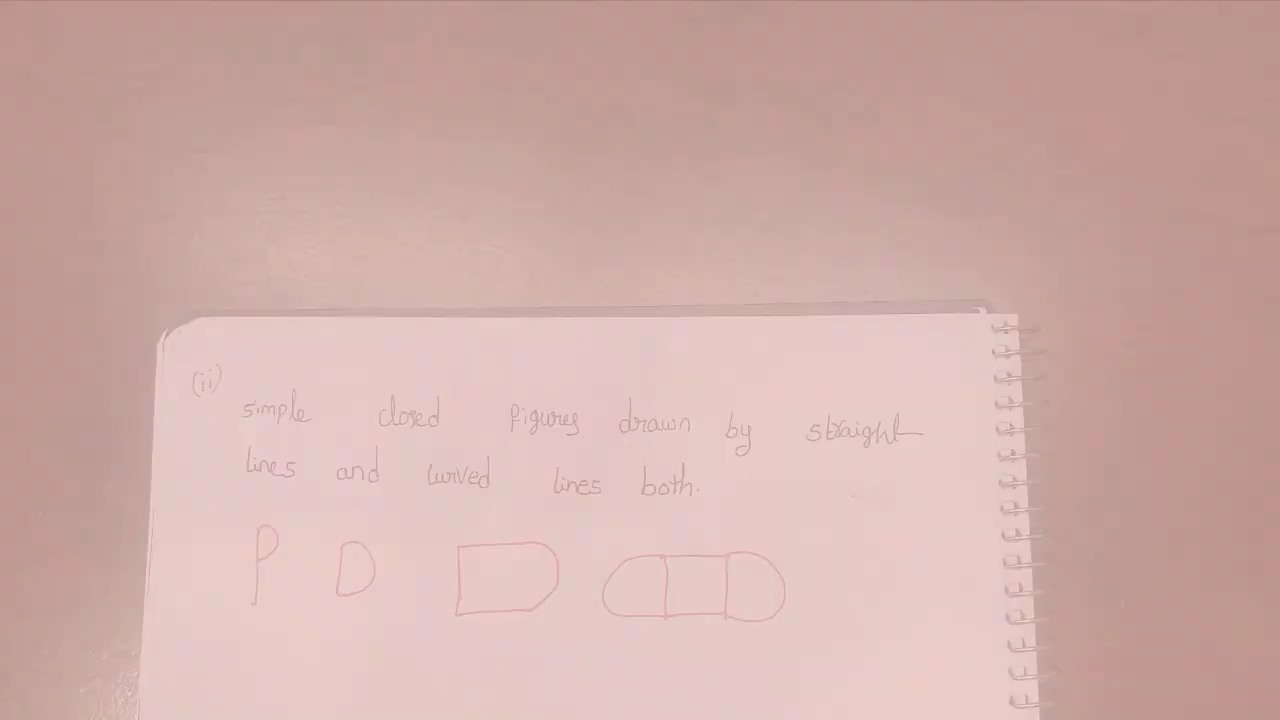 (ii)
simple closed figures drawn by straight
lines and curved lines both.
P D